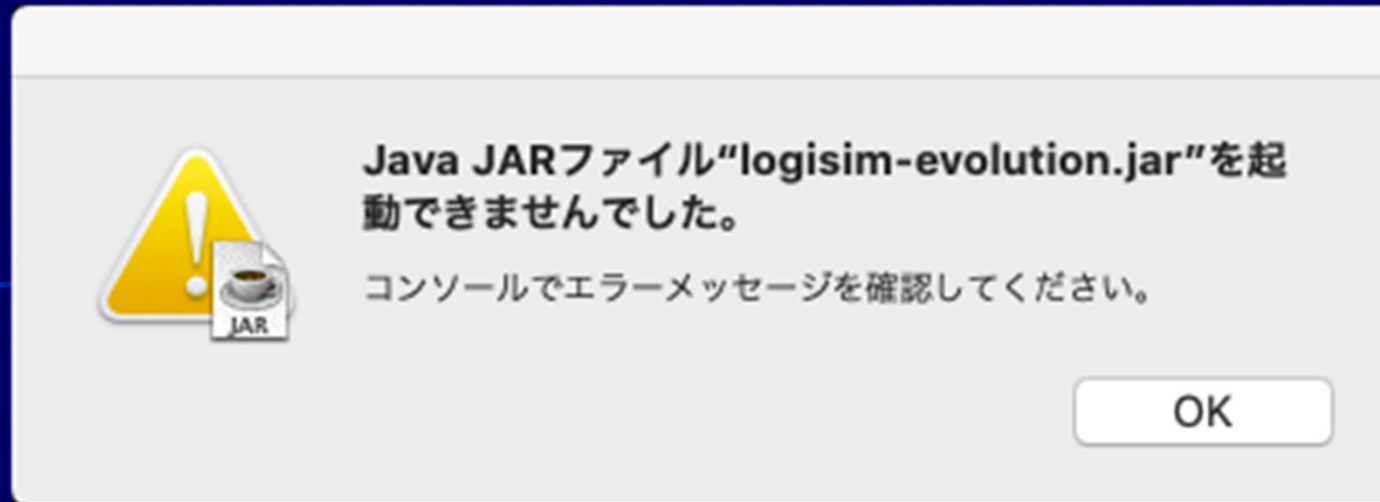 Java JARファイル“logisim-evolution.jar”を起
動できませんでした。
コンソールでエラーメッセージを確認してください。
JAR
OK